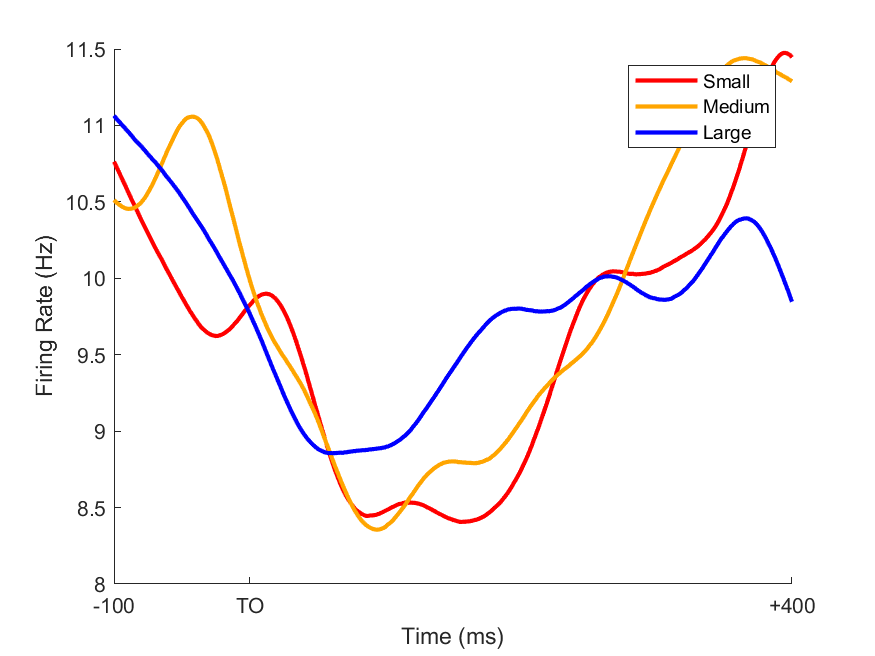 11.5
11
10.5
10
9.5
9
8.5
8
Firing Rate (Hz)
Small
Medium
Large
-100
TO
+400
Time (ms)